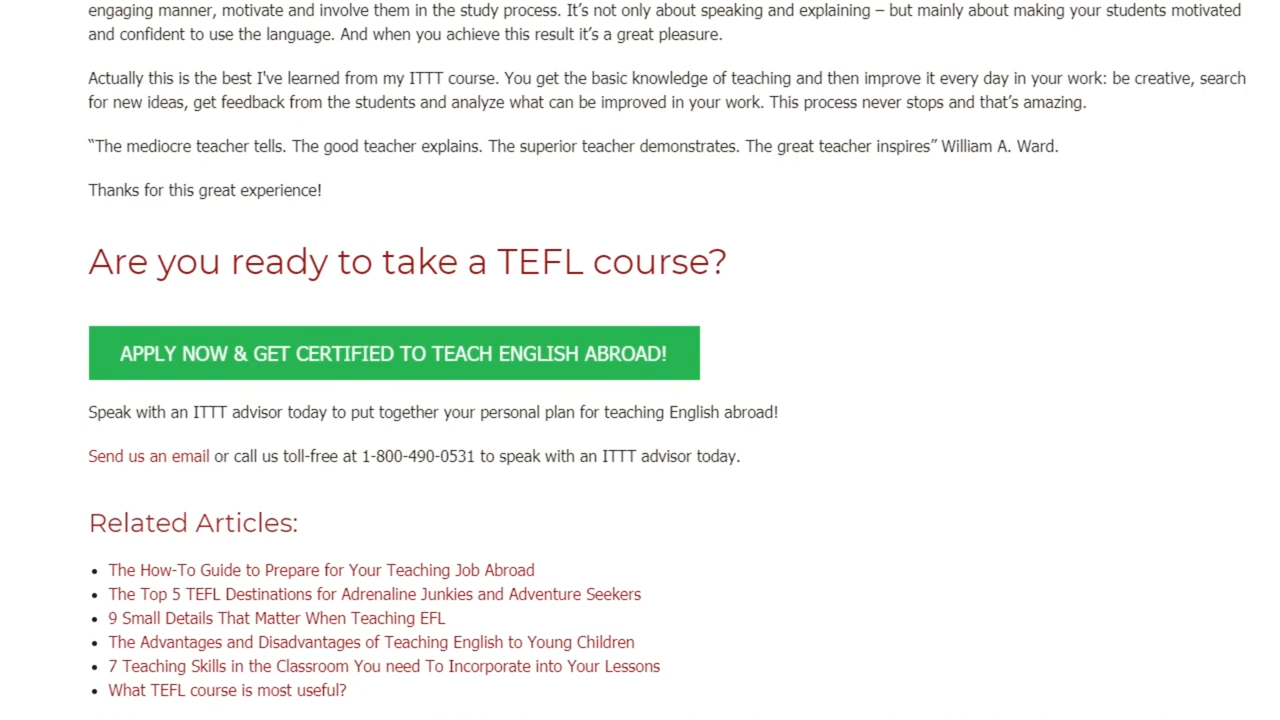 engaging manner, motivate and involve them in the study process. It’s not only about speaking and explaining – but mainly about making your students motivated
and confident to use the language. And when you achieve this result it’s a great pleasure.
Actually this is the best I've learned from my ITTT course. You get the basic knowledge of teaching and then improve it every day in your work: be creative, search
for new ideas, get feedback from the students and analyze what can be improved in your work. This process never stops and that’s amazing.
“The mediocre teacher tells. The good teacher explains. The superior teacher demonstrates. The great teacher inspires” William A. Ward.
Thanks for this great experience!
Are you ready to take a TEFL course?
APPLY NOW & GET CERTIFIED TO TEACH ENGLISH ABROAD!
Speak with an ITTT advisor today to put together your personal plan for teaching English abroad!
Send us an email or call us toll-free at 1-800-490-0531 to speak with an ITTT advisor today.
Related Articles:
• The How-To Guide to Prepare for Your Teaching Job Abroad
• The Top 5 TEFL Destinations for Adrenaline Junkies and Adventure Seekers
• 9 Small Details That Matter When Teaching EFL
• The Advantages and Disadvantages of Teaching English to Young Children
• 7 Teaching Skills in the Classroom You need To Incorporate into Your Lessons
• What TEFL course is most useful?